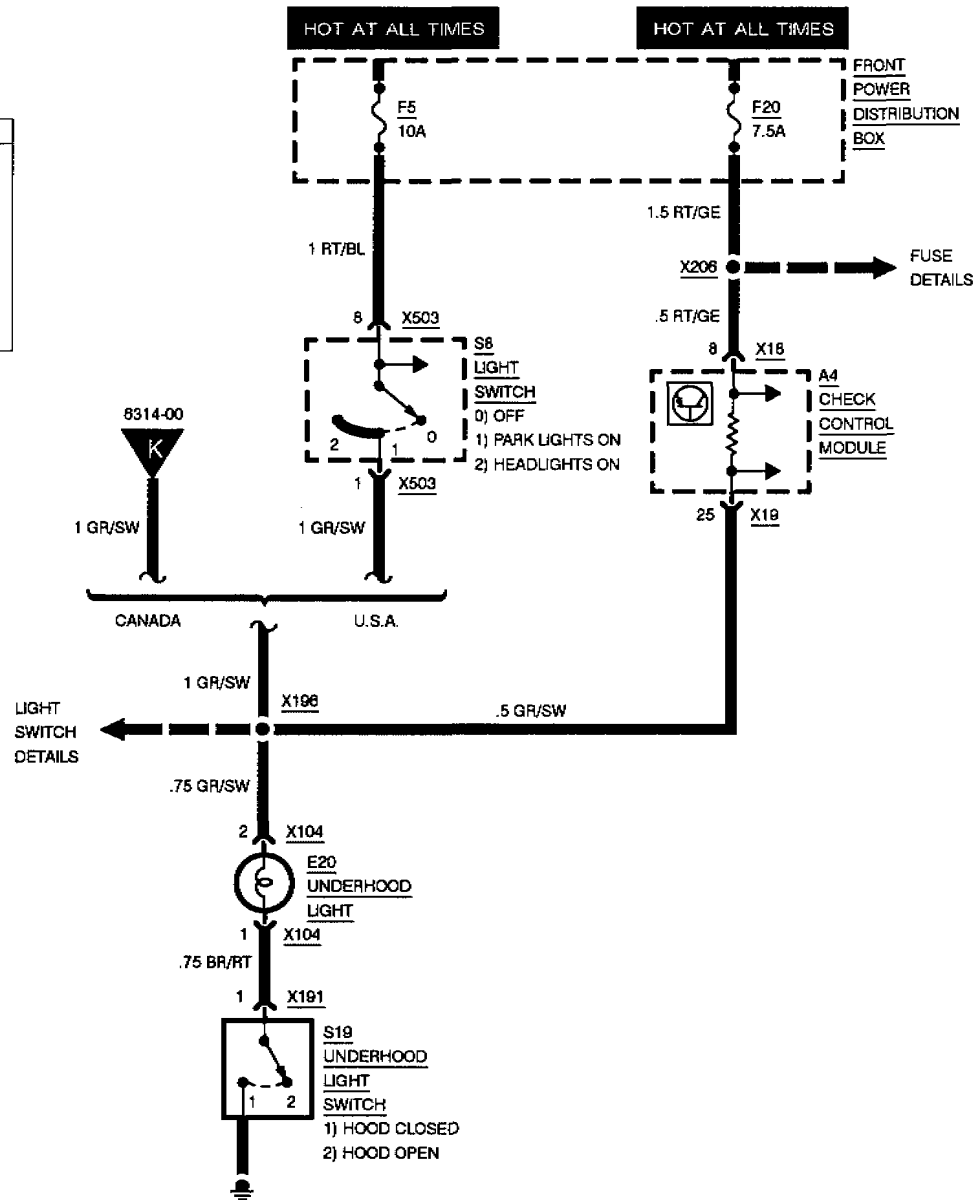 HOT AT ALL TIMES
HOT AT ALL TIMES
FRONT
POWER
DISTRIBUTION
BOX
F5
10A
F20
7.5A
1.5 RT/GE
1 RT/BL
X206
FUSE
DETAILS
.5 RT/GE
8 X503
8 X18
S8
LIGHT
SWITCH
0) OFF
1) PARK LIGHTS ON
2) HEADLIGHTS ON
2 1 0
A4
CHECK
CONTROL
MODULE
8314-00
K
1 X503
25 X19
1 GR/SW
1 GR/SW
CANADA
U.S.A.
1 GR/SW
X196
.5 GR/SW
LIGHT
SWITCH
DETAILS
.75 GR/SW
2 X104
E20
UNDERHOOD
LIGHT
1 X104
.75 BR/RT
1 X191
S19
UNDERHOOD
LIGHT
SWITCH
1) HOOD CLOSED
2) HOOD OPEN
1 2